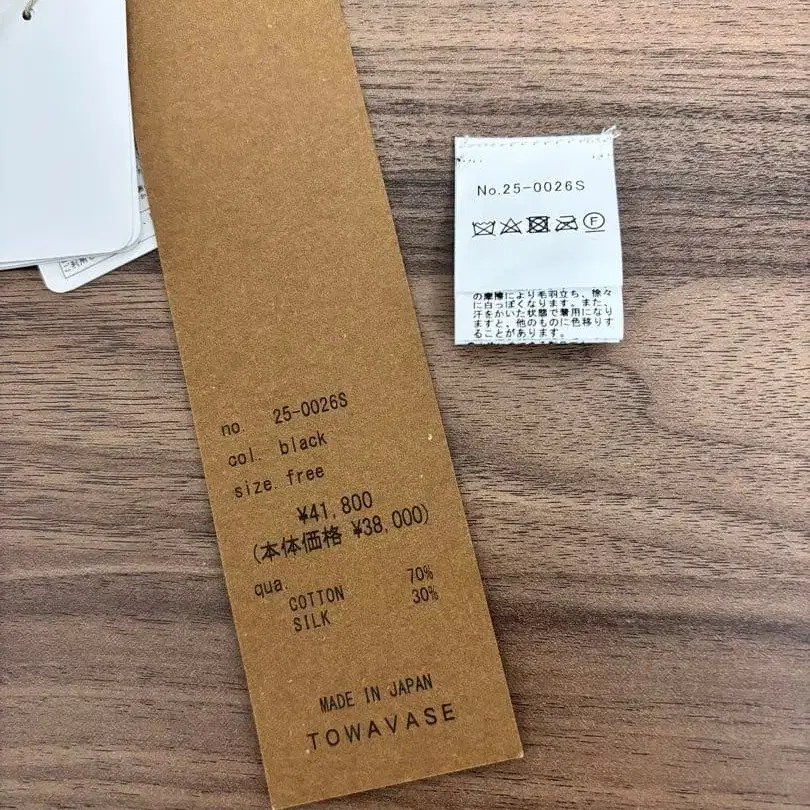 no. 25-0026S
col. black
size. free
¥41,800
(本体価格 ¥38,000)
qua.
COTTON 70%
SILK 30%
MADE IN JAPAN
TOWAVASE
No.25-0026S
F
の摩擦により毛羽立ち、徐々
に白っぽくなります。また、
汗をかいた状態で着用になり
ますと、他のものに色移りす
ることがあります。